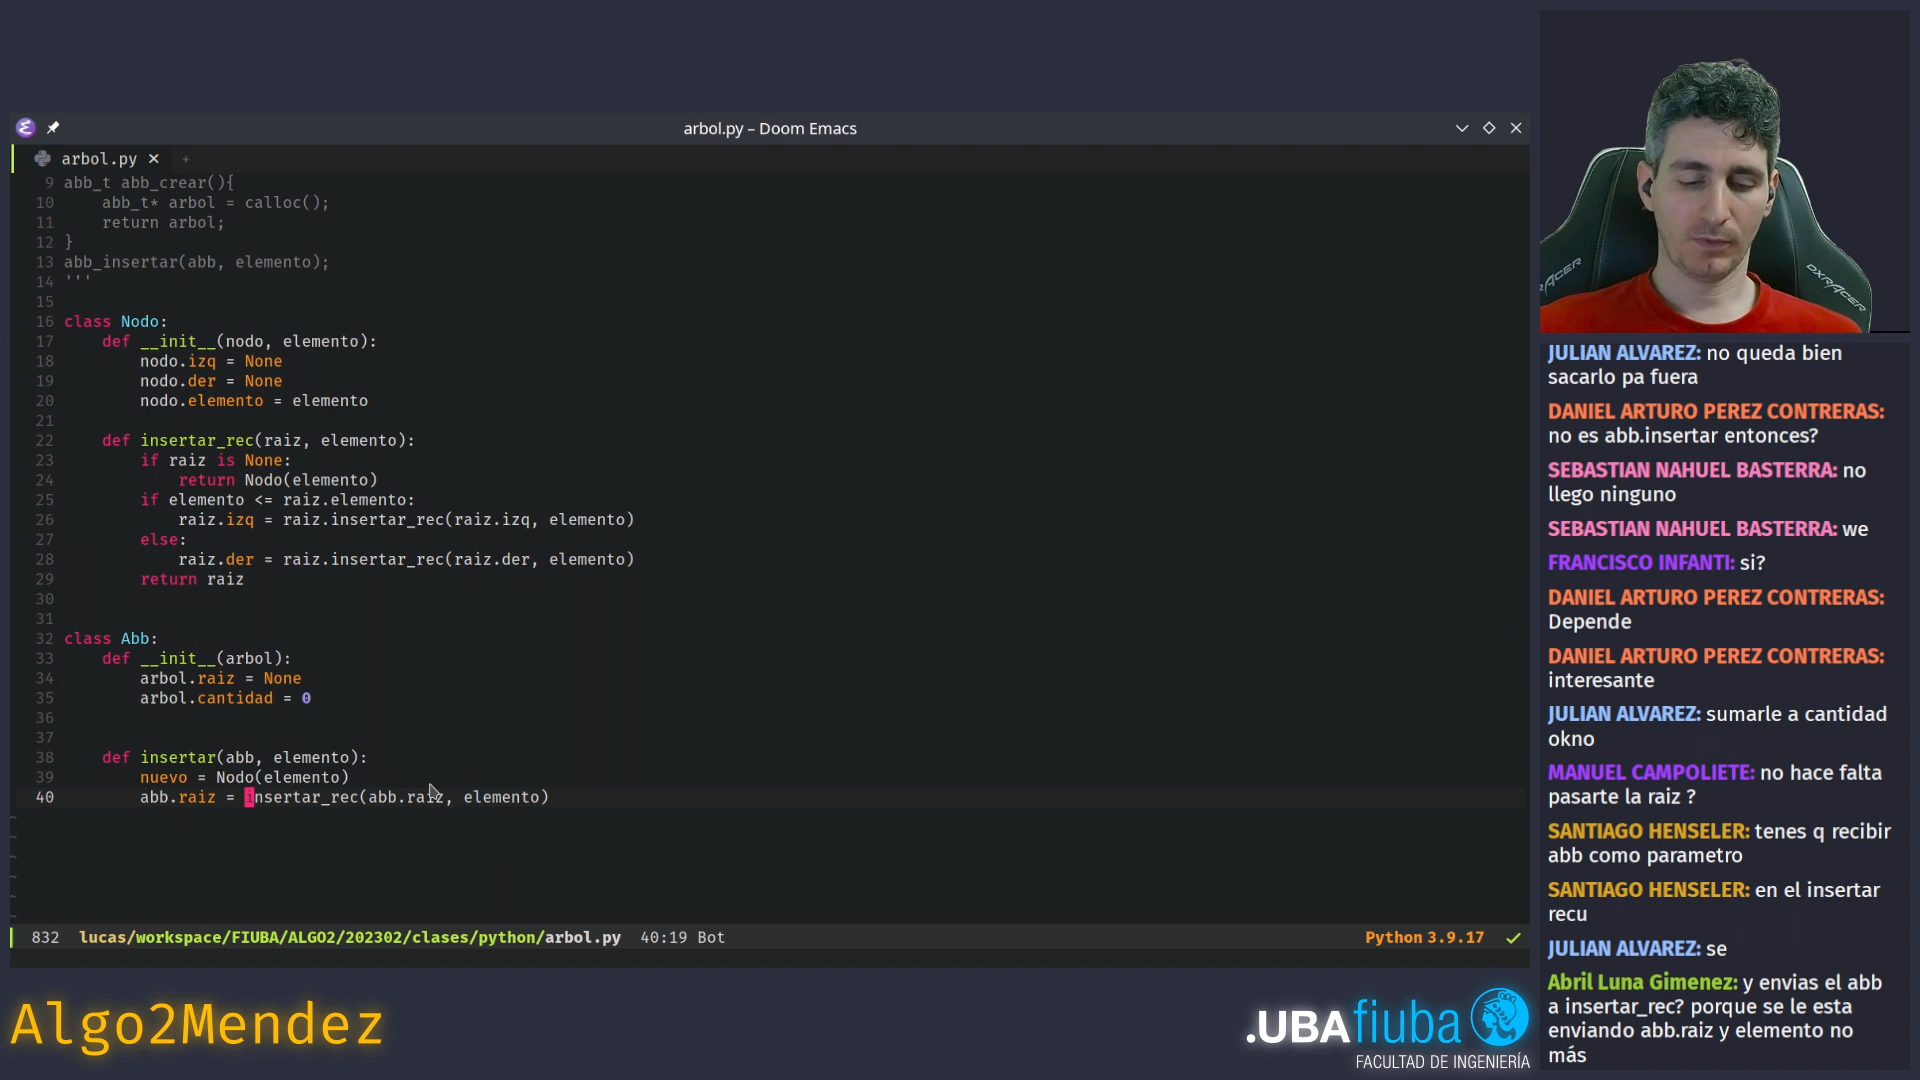 arbol.py – Doom Emacs
arbol.py
9 abb_t abb_crear(){
10 abb_t* arbol = calloc();
11 return arbol;
12 }
13 abb_insertar(abb, elemento);
14 '''
15
16 class Nodo:
17 def __init__(nodo, elemento):
18 nodo.izq = None
19 nodo.der = None
20 nodo.elemento = elemento
21
22 def insertar_rec(raiz, elemento):
23 if raiz is None:
24 return Nodo(elemento)
25 if elemento <= raiz.elemento:
26 raiz.izq = raiz.insertar_rec(raiz.izq, elemento)
27 else:
28 raiz.der = raiz.insertar_rec(raiz.der, elemento)
29 return raiz
30
31
32 class Abb:
33 def __init__(arbol):
34 arbol.raiz = None
35 arbol.cantidad = 0
36
37
38 def insertar(abb, elemento):
39 nuevo = Nodo(elemento)
40 abb.raiz = insertar_rec(abb.raiz, elemento)
832 lucas/workspace/FIUBA/ALGO2/202302/clases/python/arbol.py 40:19 Bot
Python 3.9.17
Algo2Mendez
.UBAfiuba
FACULTAD DE INGENIERÍA
DXRACER
JULIAN ALVAREZ: no queda bien
sacarlo pa fuera
DANIEL ARTURO PEREZ CONTRERAS:
no es abb.insertar entonces?
SEBASTIAN NAHUEL BASTERRA: no
llego ninguno
SEBASTIAN NAHUEL BASTERRA: we
FRANCISCO INFANTI: si?
DANIEL ARTURO PEREZ CONTRERAS:
Depende
DANIEL ARTURO PEREZ CONTRERAS:
interesante
JULIAN ALVAREZ: sumarle a cantidad
okno
MANUEL CAMPOLIETE: no hace falta
pasarte la raiz ?
SANTIAGO HENSELER: tenes q recibir
abb como parametro
SANTIAGO HENSELER: en el insertar
recu
JULIAN ALVAREZ: se
Abril Luna Gimenez: y envias el abb
a insertar_rec? porque se le esta
enviando abb.raiz y elemento no
más